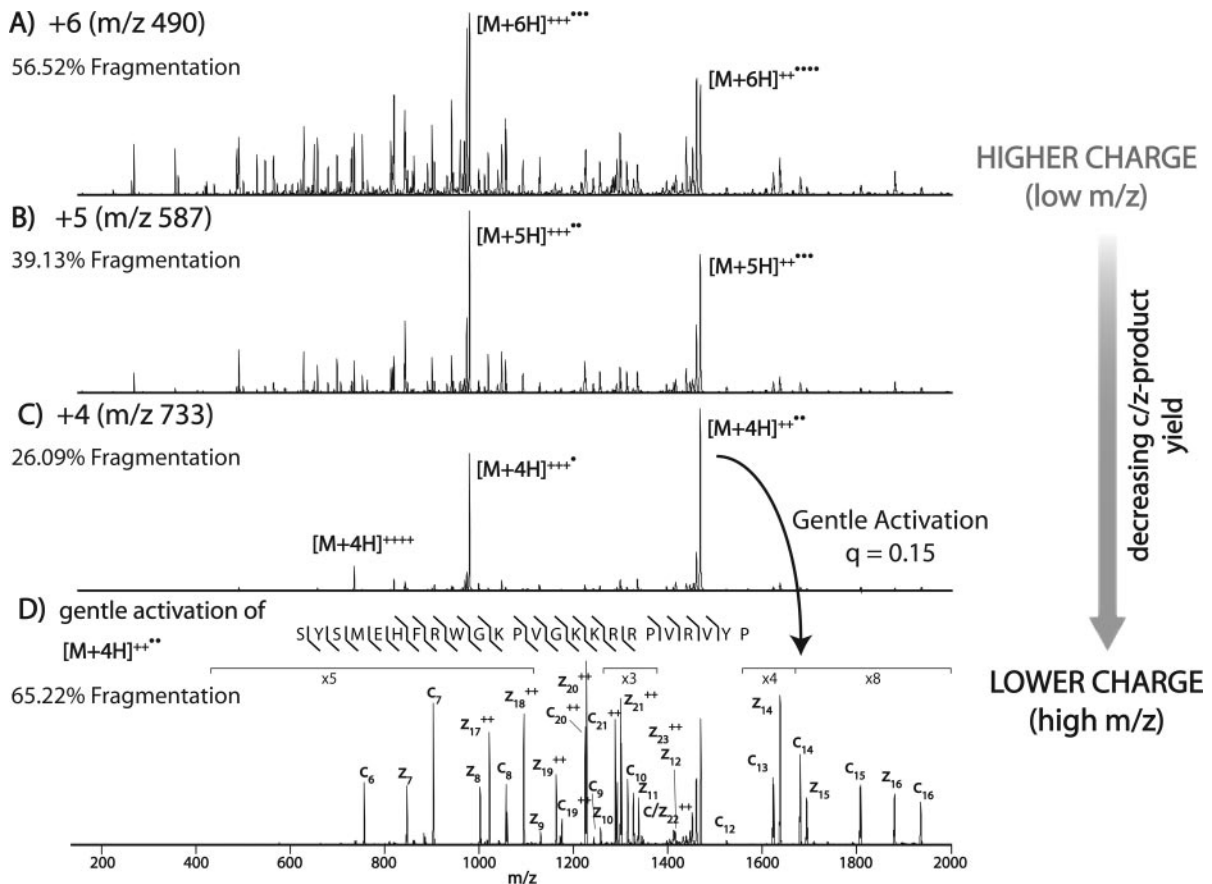 A) +6 (m/z 490)
56.52% Fragmentation
[M+6H]+++•••
[M+6H]++••••
HIGHER CHARGE
(low m/z)
B) +5 (m/z 587)
39.13% Fragmentation
[M+5H]+++••
[M+5H]++•••
decreasing c/z-product
yield
C) +4 (m/z 733)
26.09% Fragmentation
[M+4H]++++
[M+4H]+++•
[M+4H]++••
Gentle Activation
q = 0.15
D) gentle activation of
[M+4H]++••
65.22% Fragmentation
S Y S M E H F R W G K P V G K K R R P V R V Y P
x5
x3
x4
x8
LOWER CHARGE
(high m/z)
C6
Z7
C7
Z8
Z17++
C8
Z18++
Z9
Z19++
C19++
C20++
Z20++
C9
Z10
C21++
Z21++
C10
Z11
Z12
Z23++
C/Z22++
C12
C13
Z14
C14
Z15
C15
Z16
C16
200 400 600 800 1000 1200 1400 1600 1800 2000
m/z